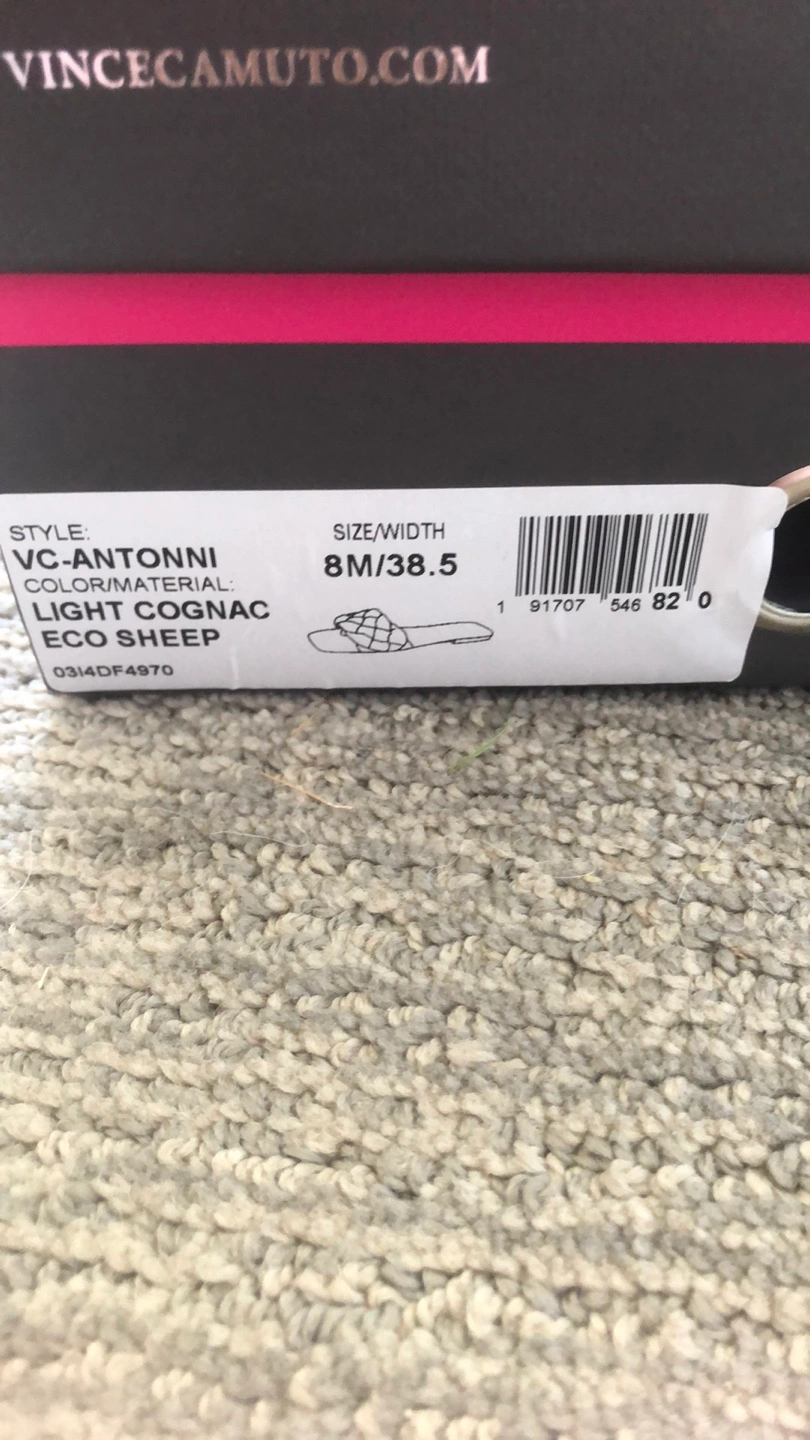 VINCECAMUTO.COM
STYLE:
VC-ANTONNI
COLOR/MATERIAL:
LIGHT COGNAC
ECO SHEEP
03I4DF4970
SIZE/WIDTH
8M/38.5
1 91707 546 82 0